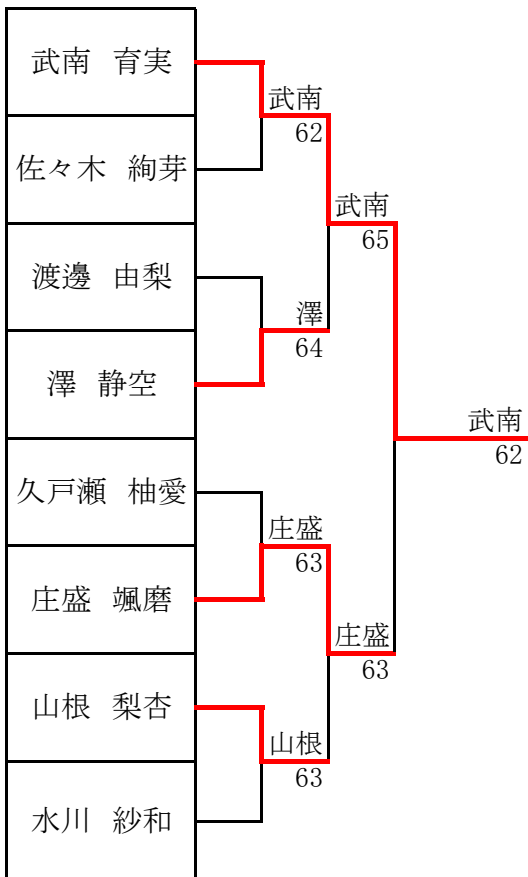 武南 育実
佐々木 絢芽
渡邊 由梨
澤 静空
久戸瀬 柚愛
庄盛 颯磨
山根 梨杏
水川 紗和
武南
62
澤
64
庄盛
63
山根
63
武南
65
庄盛
63
武南
62